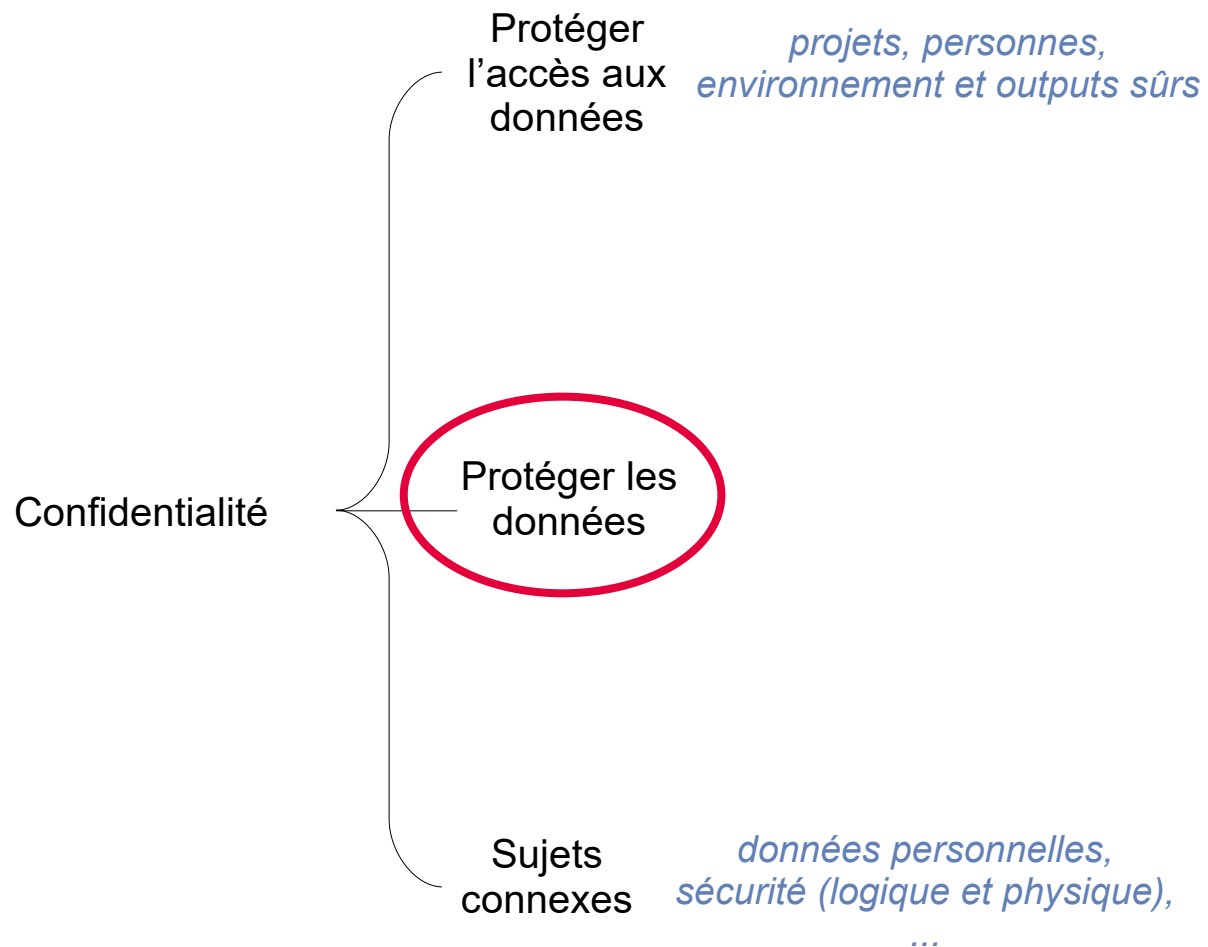 Protéger
l’accès aux
données
projets, personnes,
environnement et outputs sûrs
Confidentialité
Protéger les
données
Sujets
connexes
données personnelles,
sécurité (logique et physique),
...